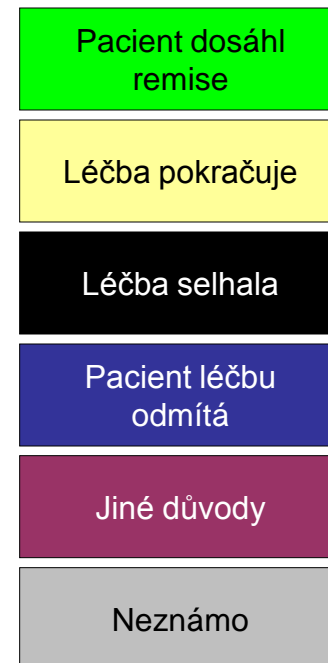 Pacient dosáhl
remise
Léčba pokračuje
Léčba selhala
Pacient léčbu
odmítá
Jiné důvody
Neznámo